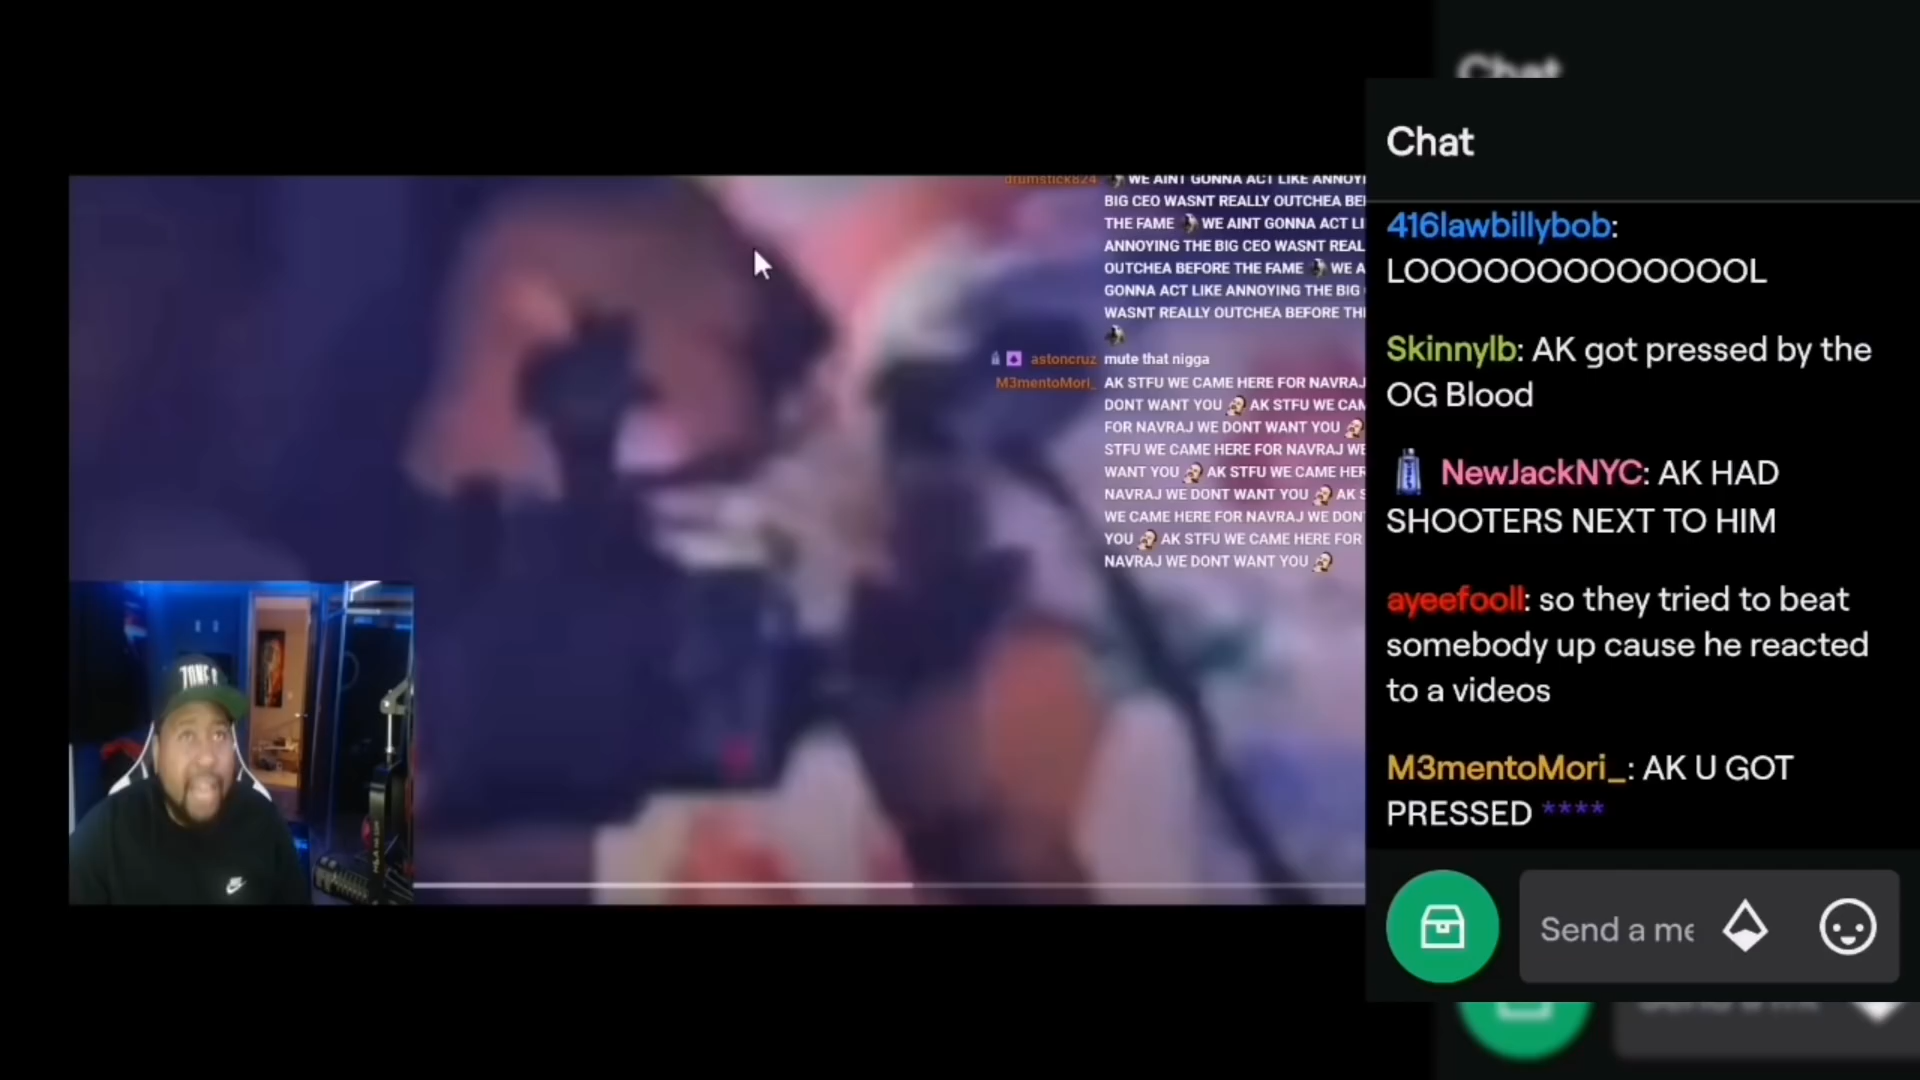 Chat
drumstick824 WE AINT GONNA ACT LIKE ANNOYI
BIG CEO WASNT REALLY OUTCHEA BE
THE FAME WE AINT GONNA ACT LI
ANNOYING THE BIG CEO WASNT REAL
OUTCHEA BEFORE THE FAME WE A
GONNA ACT LIKE ANNOYING THE BIG
WASNT REALLY OUTCHEA BEFORE TH
astoncruz mute that nigga
M3mentoMori_ AK STFU WE CAME HERE FOR NAVRAJ
DONT WANT YOU AK STFU WE CAM
FOR NAVRAJ WE DONT WANT YOU
STFU WE CAME HERE FOR NAVRAJ WE
WANT YOU AK STFU WE CAME HER
NAVRAJ WE DONT WANT YOU AK S
WE CAME HERE FOR NAVRAJ WE DON
YOU AK STFU WE CAME HERE FOR
NAVRAJ WE DONT WANT YOU
Chat
416lawbillybob:
LOOOOOOOOOOOOOOL
Skinnylb: AK got pressed by the
OG Blood
NewJackNYC: AK HAD
SHOOTERS NEXT TO HIM
ayeefooll: so they tried to beat
somebody up cause he reacted
to a videos
M3mentoMori_: AK U GOT
PRESSED ****
Send a me